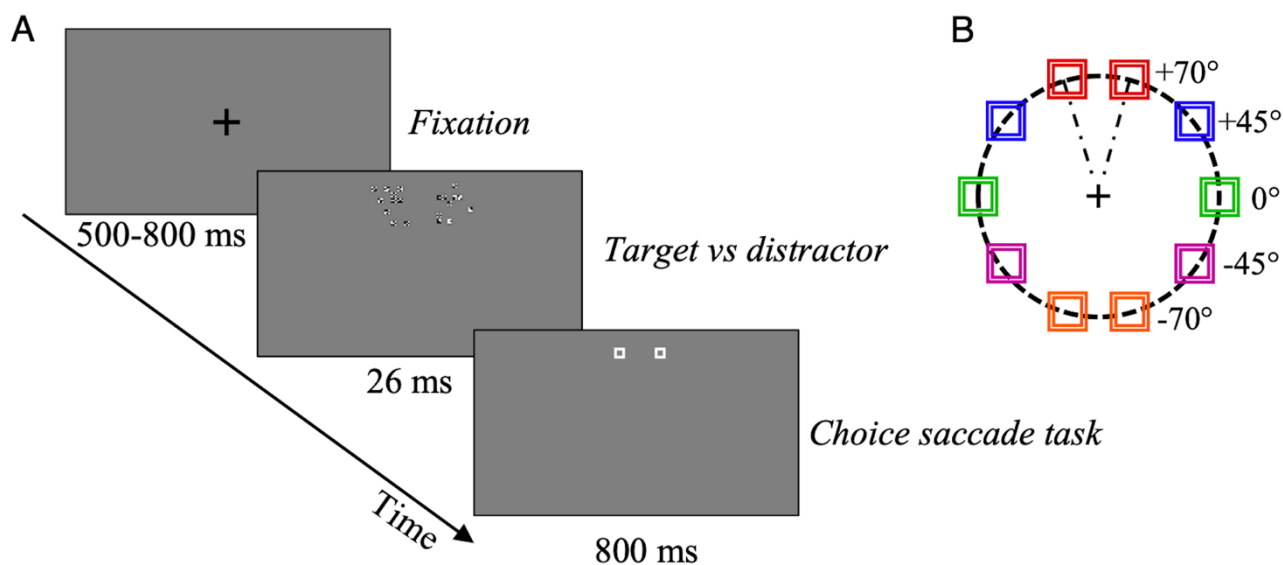 A
Fixation
500-800 ms
Target vs distractor
26 ms
Choice saccade task
800 ms
Time
B
+70°
+45°
0°
-45°
-70°